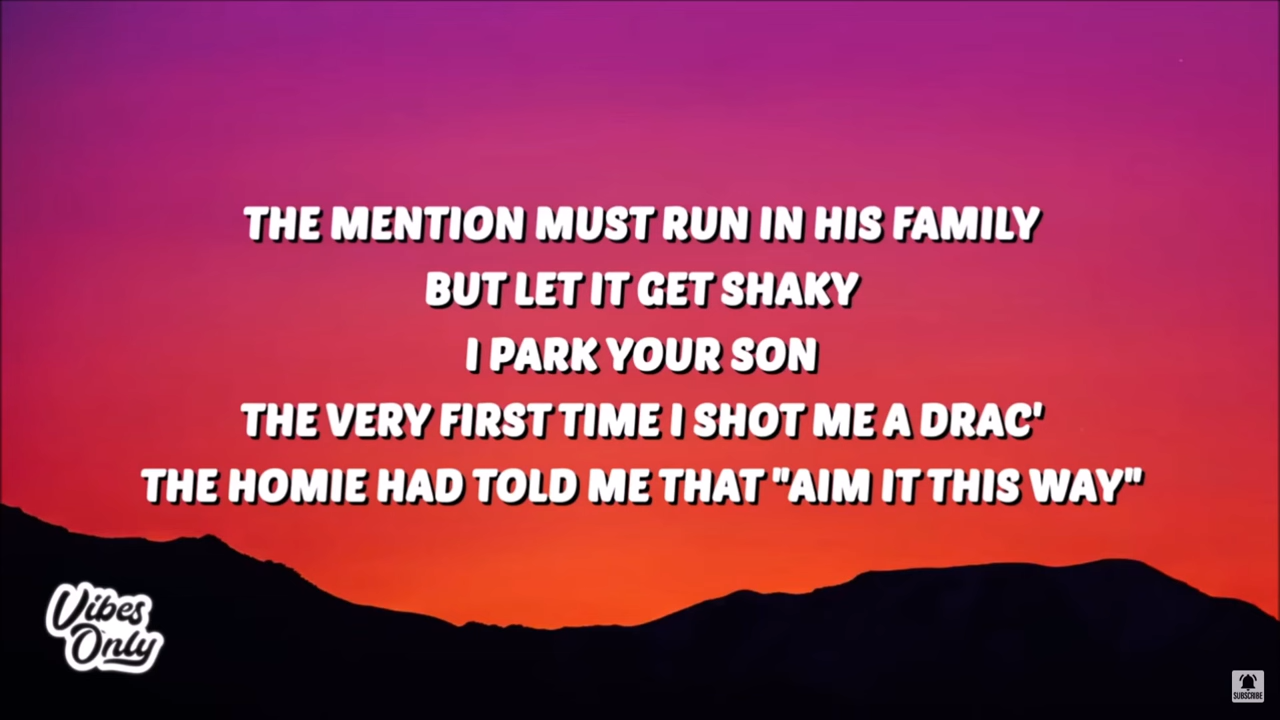 THE MENTION MUST RUN IN HIS FAMILY
BUT LET IT GET SHAKY
I PARK YOUR SON
THE VERY FIRST TIME I SHOT ME A DRAC'
THE HOMIE HAD TOLD ME THAT "AIM IT THIS WAY"
Vibes
Only
SUBSCRIBE